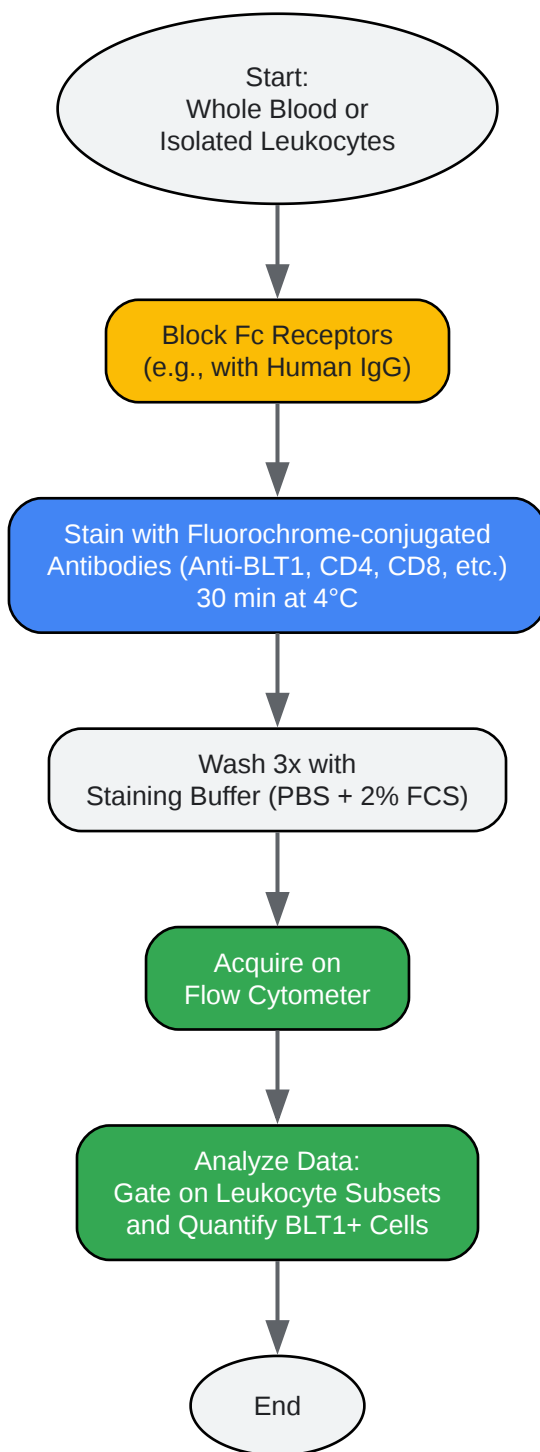 Start:
Whole Blood or
Isolated Leukocytes
Block Fc Receptors
(e.g., with Human IgG)
Stain with Fluorochrome-conjugated
Antibodies (Anti-BLT1, CD4, CD8, etc.)
30 min at 4°C
Wash 3x with
Staining Buffer (PBS + 2% FCS)
Acquire on
Flow Cytometer
Analyze Data:
Gate on Leukocyte Subsets
and Quantify BLT1+ Cells
End